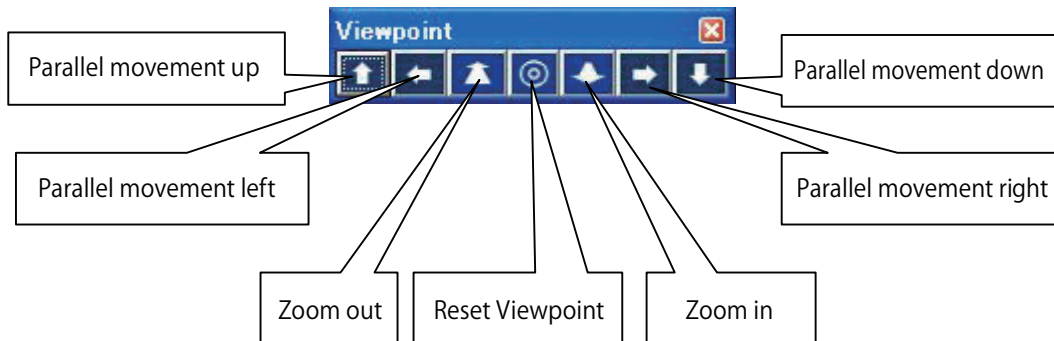 Viewpoint
Parallel movement up
Parallel movement down
Parallel movement left
Parallel movement right
Zoom out
Reset Viewpoint
Zoom in